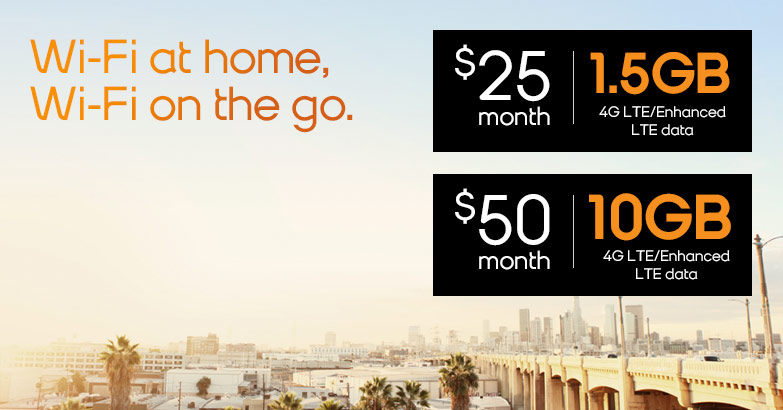 Wi-Fi at home,
Wi-Fi on the go.
$25
month
1.5GB
4G LTE/Enhanced
LTE data
$50
month
10GB
4G LTE/Enhanced
LTE data